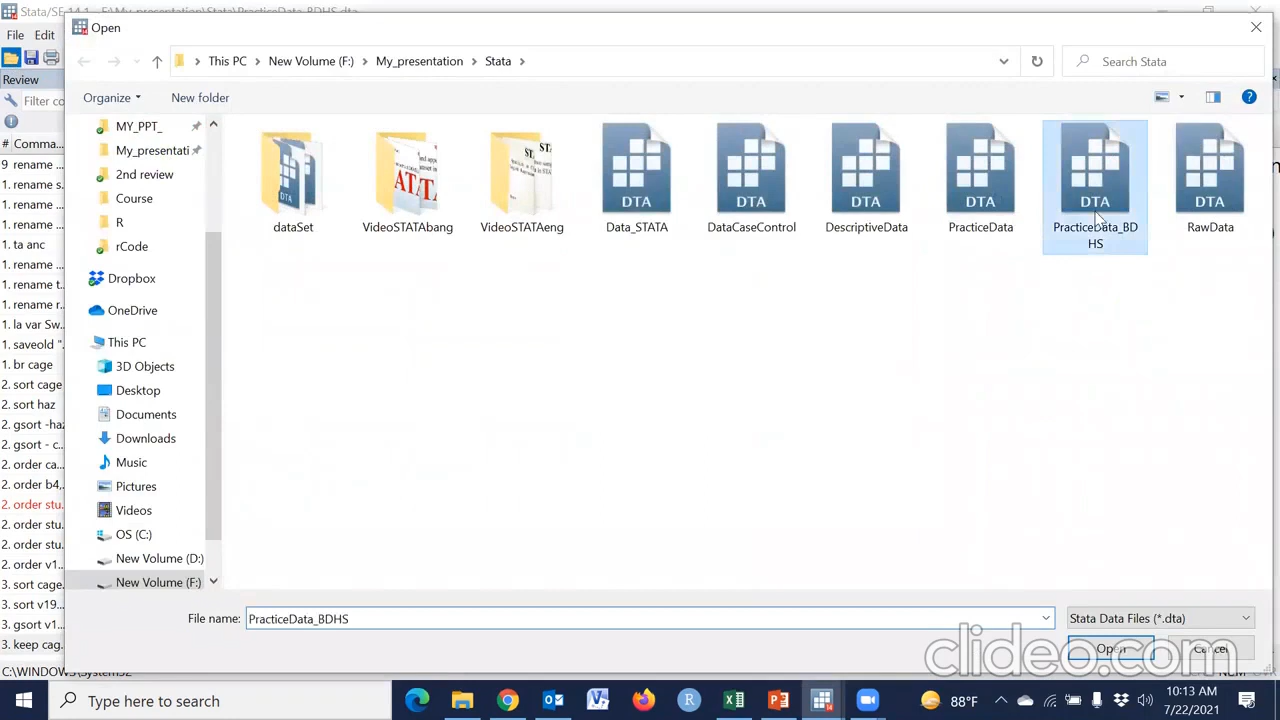 Stata/SE 14.1 - F:\My_presentation\Stata\PracticeData_BDHS.dta
File Edit
Open
This PC > New Volume (F:) > My_presentation > Stata >
Search Stata
Review
Filter co
Organize
New folder
# Comma...
9 rename ...
1. rename s...
1. rename ...
1. rename ...
1. ta anc
1. rename ...
1. rename t...
1. rename r...
1. la var Sw...
1. saveold "...
1. br cage
2. sort cage
2. sort haz
2. gsort -haz
2. gsort - c...
2. order ca...
2. order b4,...
2. order stu...
2. order stu...
2. order stu...
2. order v1...
3. sort cage...
3. sort v19...
3. gsort v1...
3. keep cag...
MY_PPT_
My_presentati
2nd review
Course
R
rCode
Dropbox
OneDrive
This PC
3D Objects
Desktop
Documents
Downloads
Music
Pictures
Videos
OS (C:)
New Volume (D:)
New Volume (F:)
DTA DTA DTA DTA DTA DTA
dataSet
VideoSTATAbang
VideoSTATAeng
Data_STATA
DataCaseControl
DescriptiveData
PracticeData
PracticeData_BD
HS
RawData
File name:
PracticeData_BDHS
Stata Data Files (*.dta)
Open
Cancel
clideo.com
C:\WINDOWS\System32
Type here to search
88°F
10:13 AM
7/22/2021